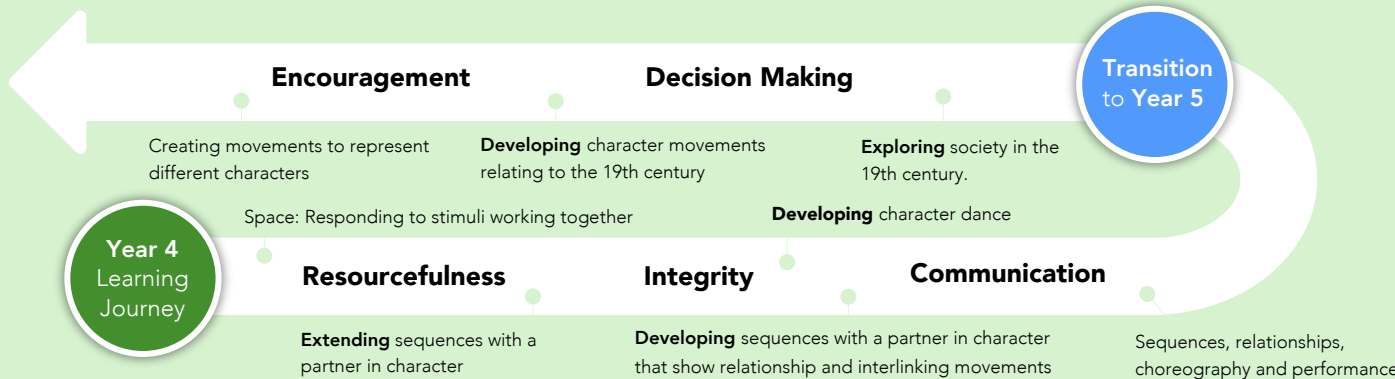 Encouragement
Decision Making
Transition
to Year 5
Creating movements to represent
different characters
Developing character movements
relating to the 19th century
Exploring society in the
19th century.
Space: Responding to stimuli working together
Developing character dance
Year 4
Learning
Journey
Resourcefulness
Integrity
Communication
Extending sequences with a
partner in character
Developing sequences with a partner in character
that show relationship and interlinking movements
Sequences, relationships,
choreography and performance